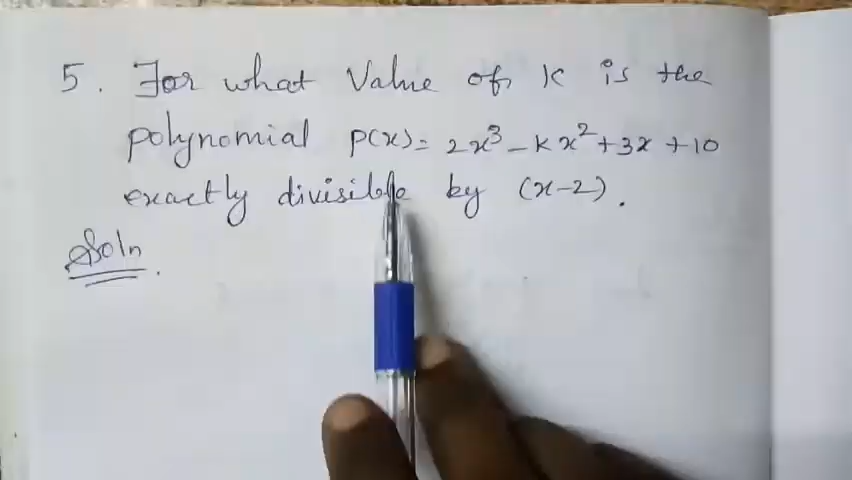 5. For what value of K is the
polynomial P(x) = 2x³ - Kx² + 3x + 10
exactly divisible by (x-2).
Soln.